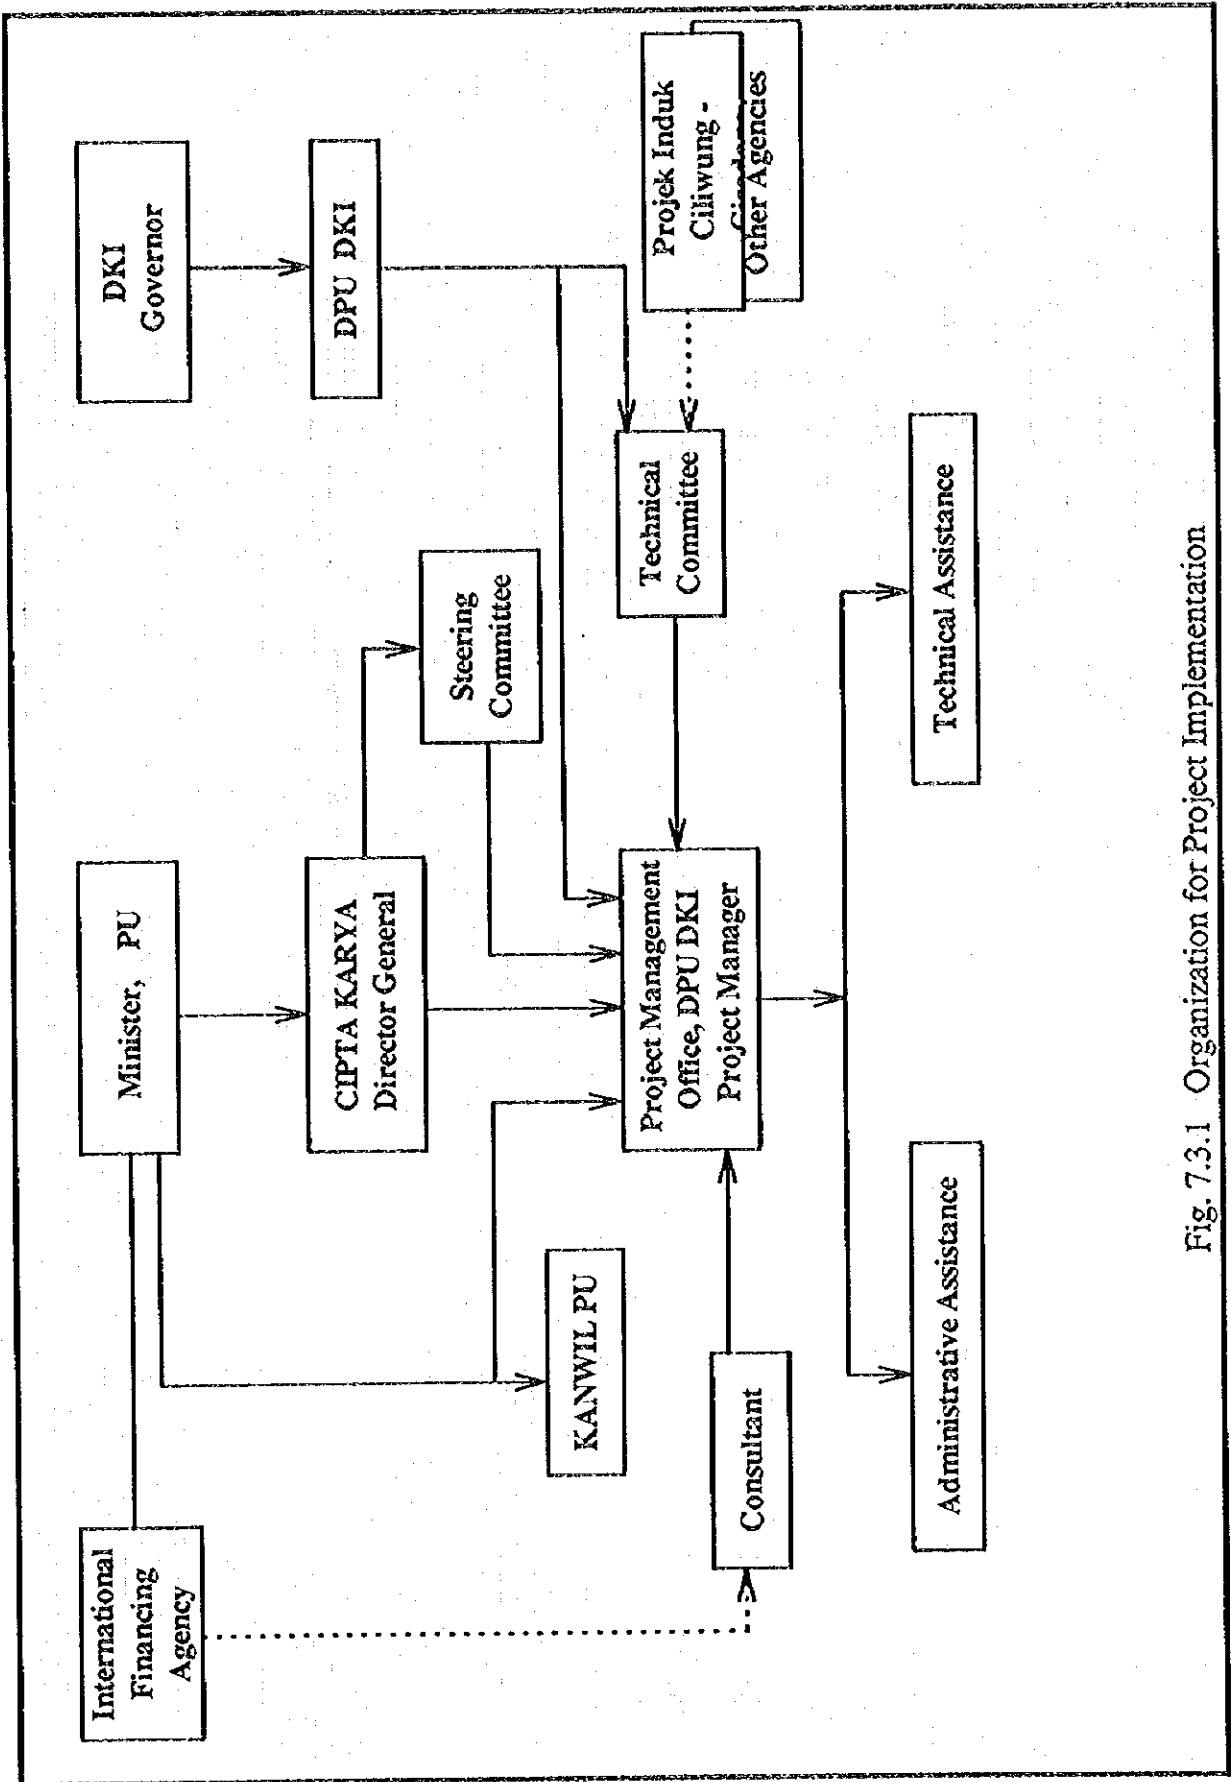 International
Financing
Agency
Minister, PU
DKI
Governor
CIPTA KARYA
Director General
DPU DKI
Steering
Committee
KANWIL PU
Project Management
Office, DPU DKI
Project Manager
Technical
Committee
Projek Induk
Ciliwung -
Other Agencies
Consultant
Administrative Assistance
Technical Assistance
Fig. 7.3.1 Organization for Project Implementation